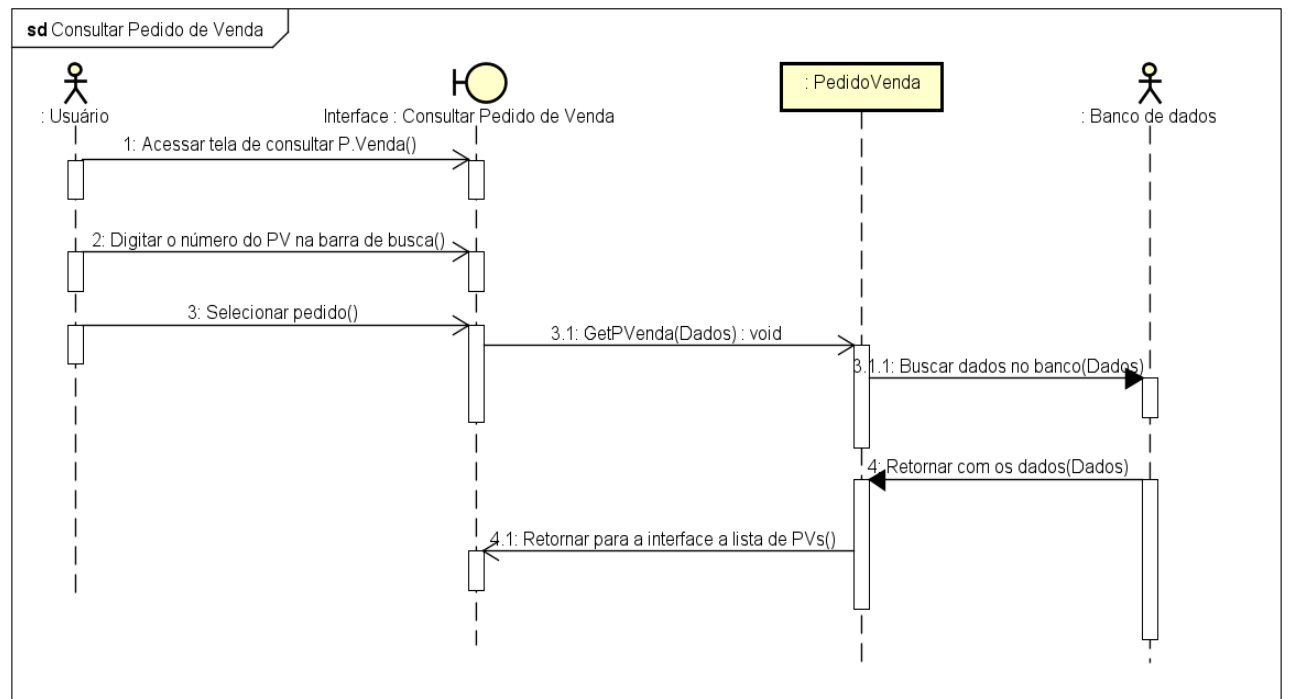 sd Consultar Pedido de Venda
: Usuário
Interface : Consultar Pedido de Venda
: PedidoVenda
: Banco de dados
1: Acessar tela de consultar P.Venda()
2: Digitar o número do PV na barra de busca()
3: Selecionar pedido()
3.1: GetPVenda(Dados) : void
3.1.1: Buscar dados no banco(Dados)
4: Retornar com os dados(Dados)
4.1: Retornar para a interface a lista de PVs()